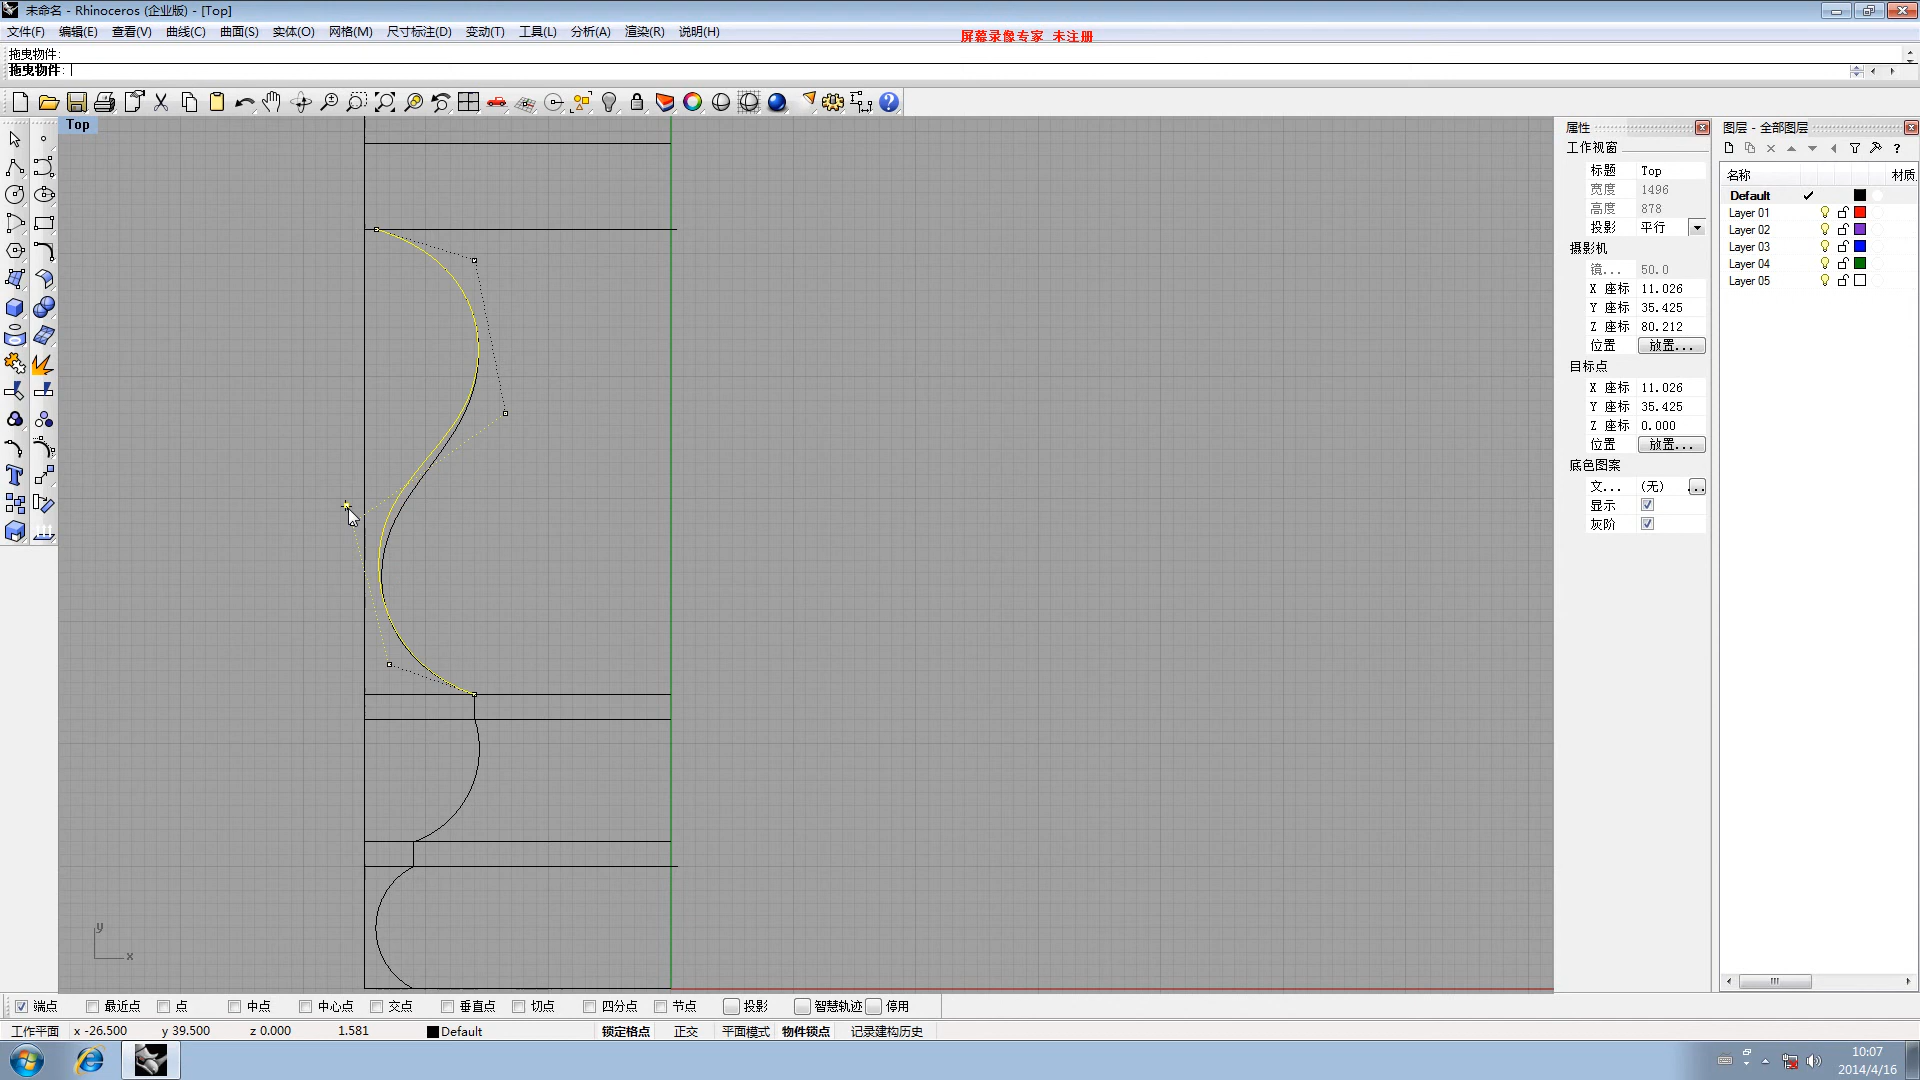 未命名 - Rhinoceros (企业版) - [Top]
文件(F) 编辑(E) 查看(V) 曲线(C) 曲面(S) 实体(O) 网格(M) 尺寸标注(D) 变动(T) 工具(L) 分析(A) 渲染(R) 说明(H)
屏幕录像专家 未注册
拖曳物件:
拖曳物件:
Top
属性
工作视窗
标题 Top
宽度 1496
高度 878
投影 平行
摄影机
镜... 50.0
X 座标 11.026
Y 座标 35.425
Z 座标 80.212
位置 放置...
目标点
X 座标 11.026
Y 座标 35.425
Z 座标 0.000
位置 放置...
底色图案
文... (无) ...
显示
灰阶
图层 - 全部图层
名称 材质
Default
Layer 01
Layer 02
Layer 03
Layer 04
Layer 05
y
x
端点 最近点 点 中点 中心点 交点 垂直点 切点 四分点 节点 投影 智慧轨迹 停用
工作平面 x -26.500 y 39.500 z 0.000 1.581 Default 锁定格点 正交 平面模式 物件锁点 记录建构历史
10:07
2014/4/16